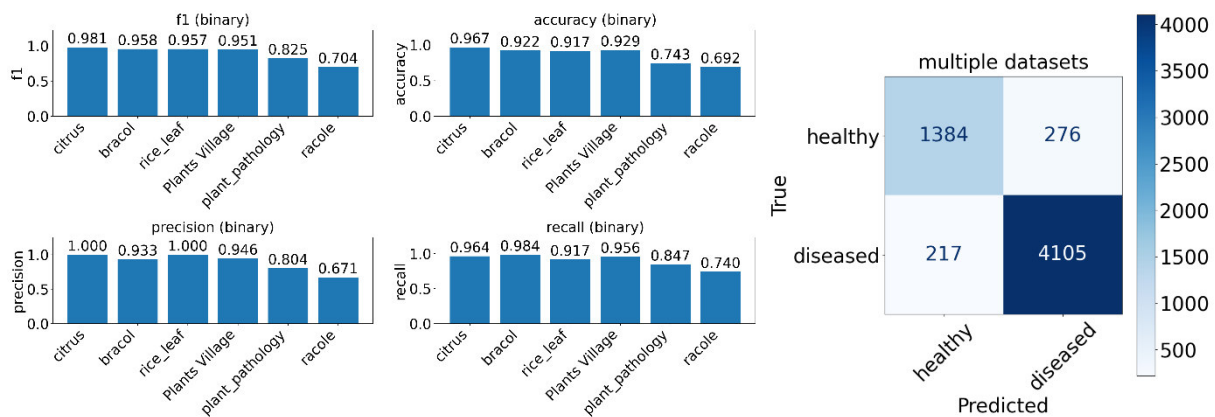 f1 (binary)
f1
1.0
0.5
0.0
0.981
0.958
0.957
0.951
0.825
0.704
citrus
bracol
rice_leaf
Plants Village
plant_pathology
racole
accuracy (binary)
accuracy
1.0
0.5
0.0
0.967
0.922
0.917
0.929
0.743
0.692
citrus
bracol
rice_leaf
Plants Village
plant_pathology
racole
precision (binary)
precision
1.0
0.5
0.0
1.000
0.933
1.000
0.946
0.804
0.671
citrus
bracol
rice_leaf
Plants Village
plant_pathology
racole
recall (binary)
recall
1.0
0.5
0.0
0.964
0.984
0.917
0.956
0.847
0.740
citrus
bracol
rice_leaf
Plants Village
plant_pathology
racole
multiple datasets
True
healthy
1384
276
diseased
217
4105
healthy
diseased
Predicted
4000
3500
3000
2500
2000
1500
1000
500